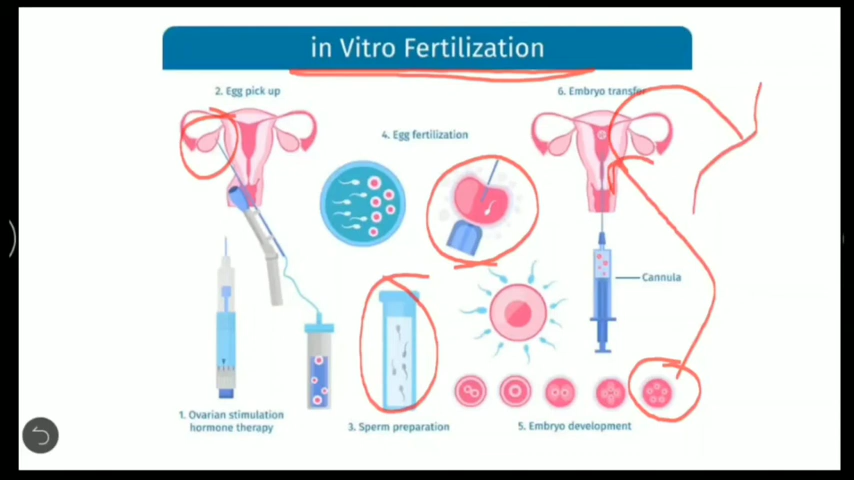 in Vitro Fertilization
2. Egg pick up
6. Embryo transfer
4. Egg fertilization
Cannula
1. Ovarian stimulation
hormone therapy
3. Sperm preparation
5. Embryo development